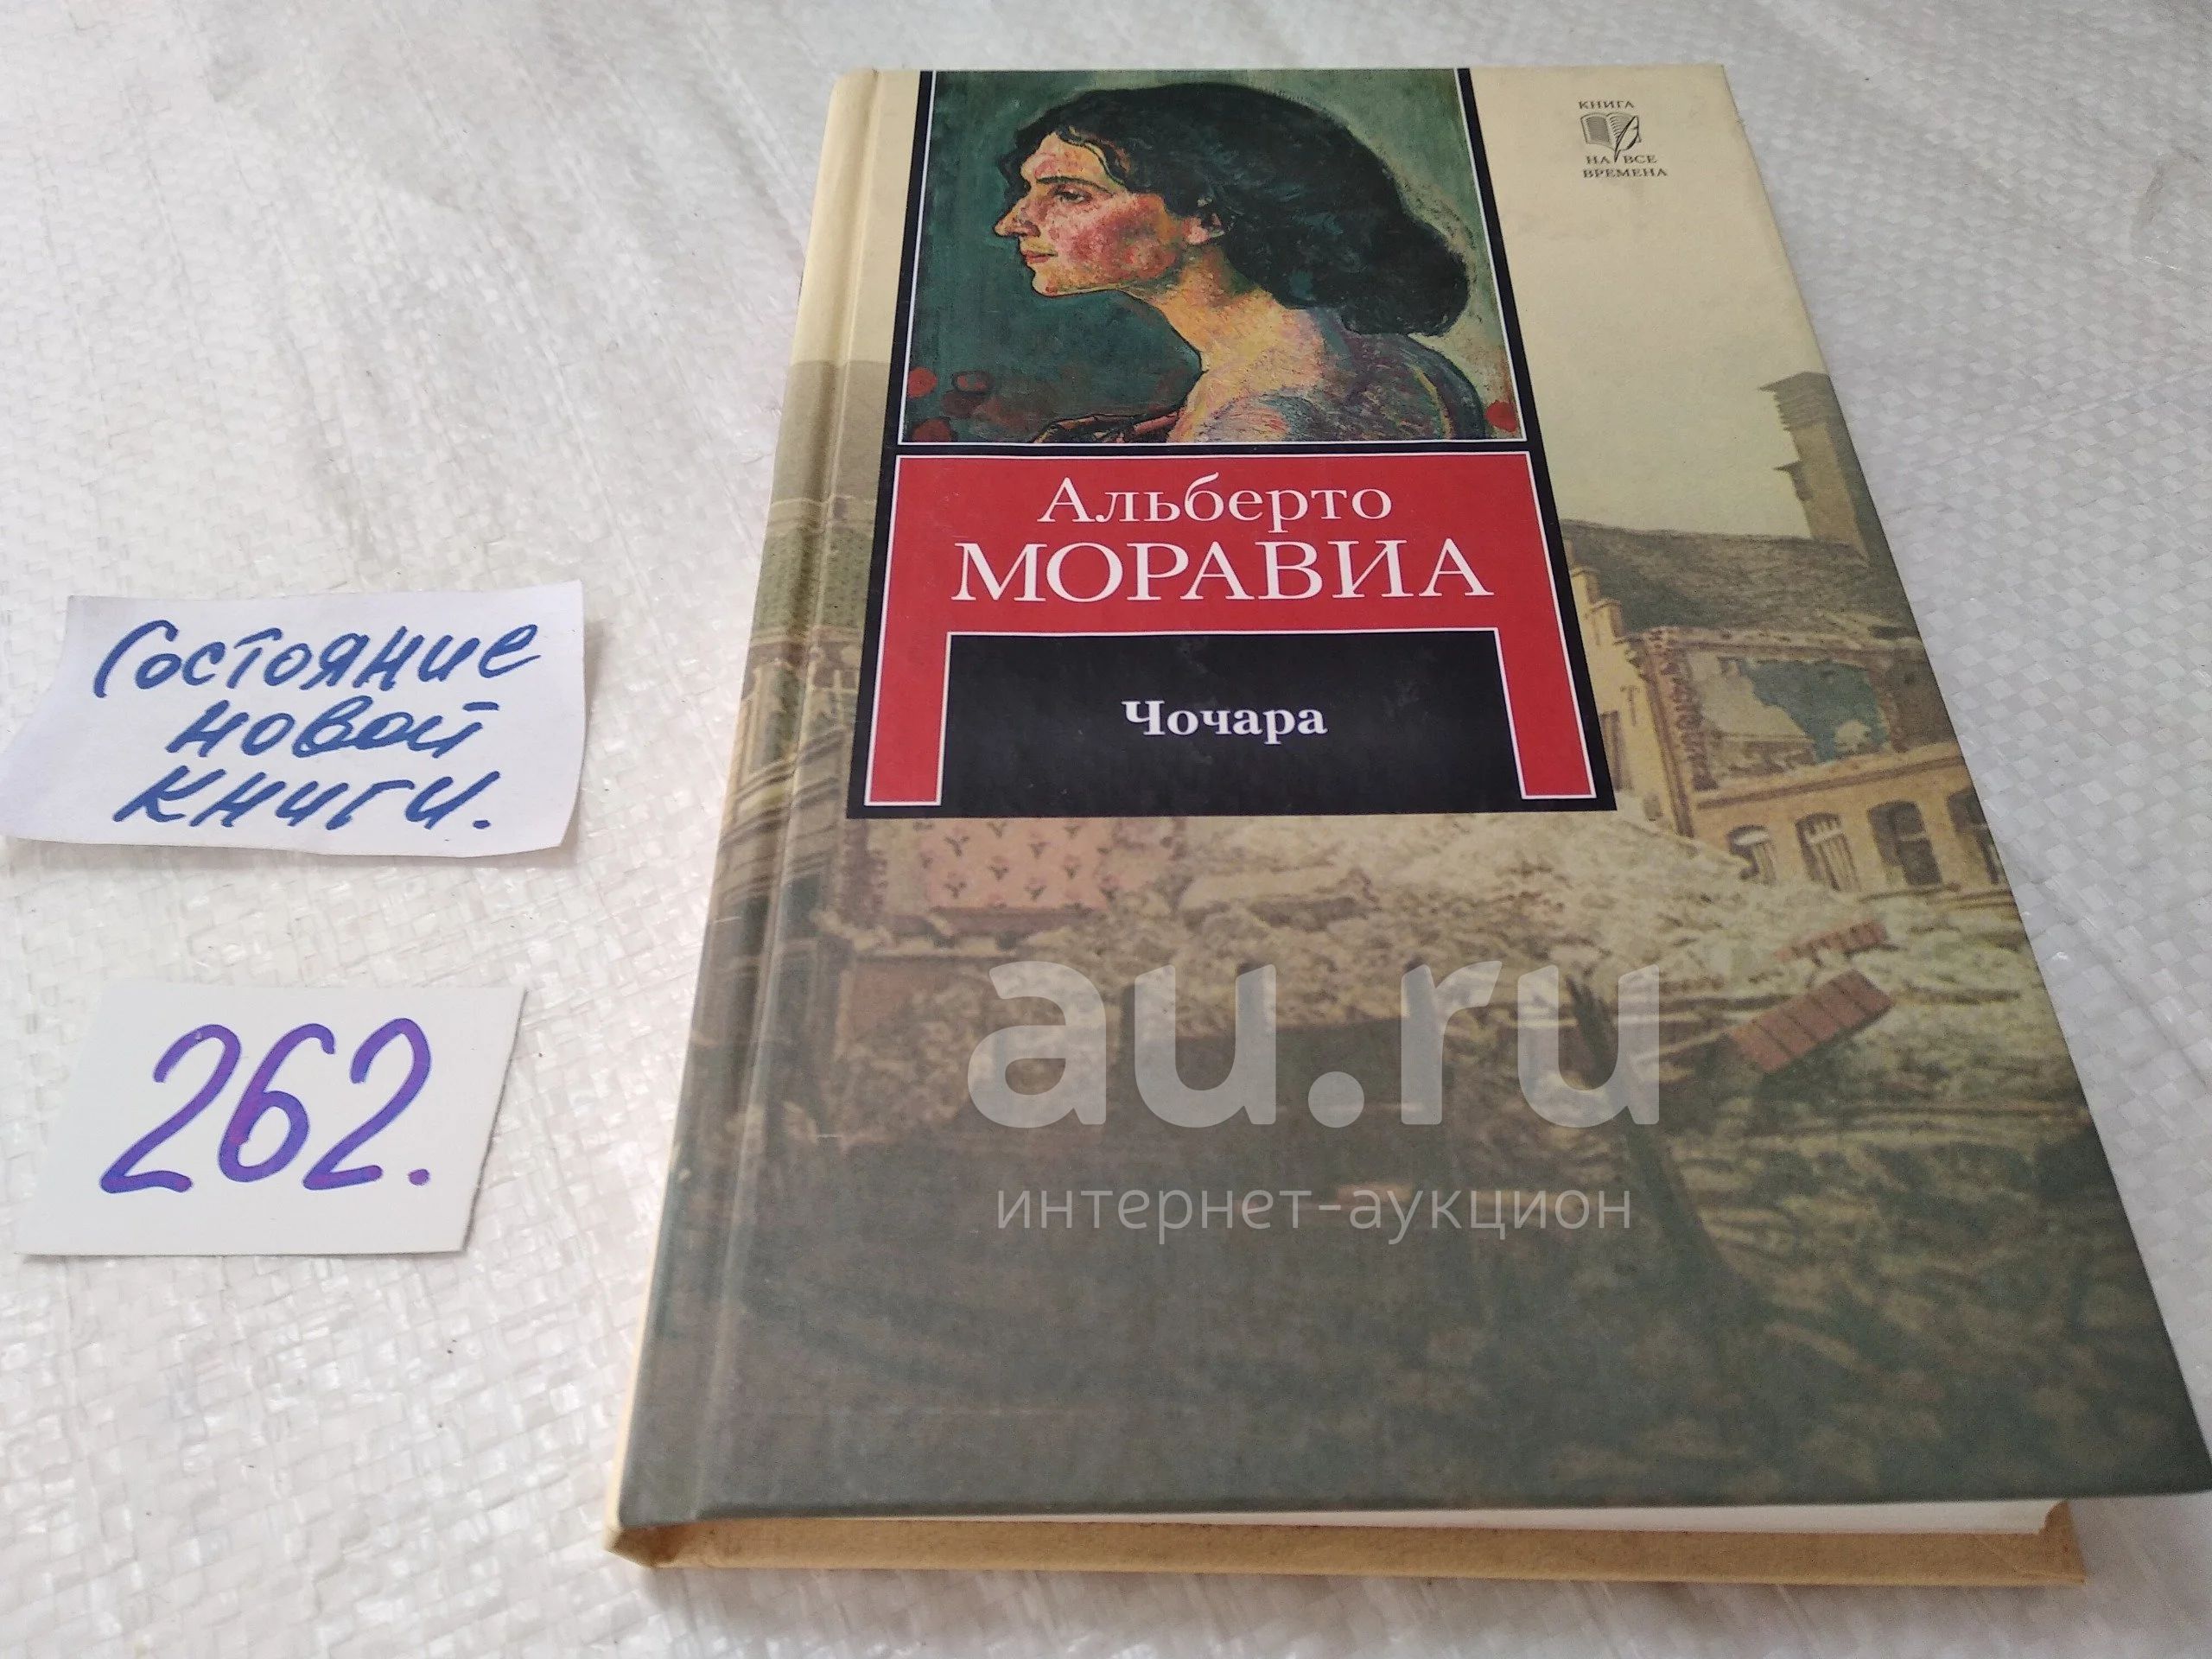 КНИГА
НА ВСЕ
ВРЕМЕНА
Альберто
МОРАВИА
Чочара
Состояние
новой
книги.
262.
au.ru
интернет-аукцион